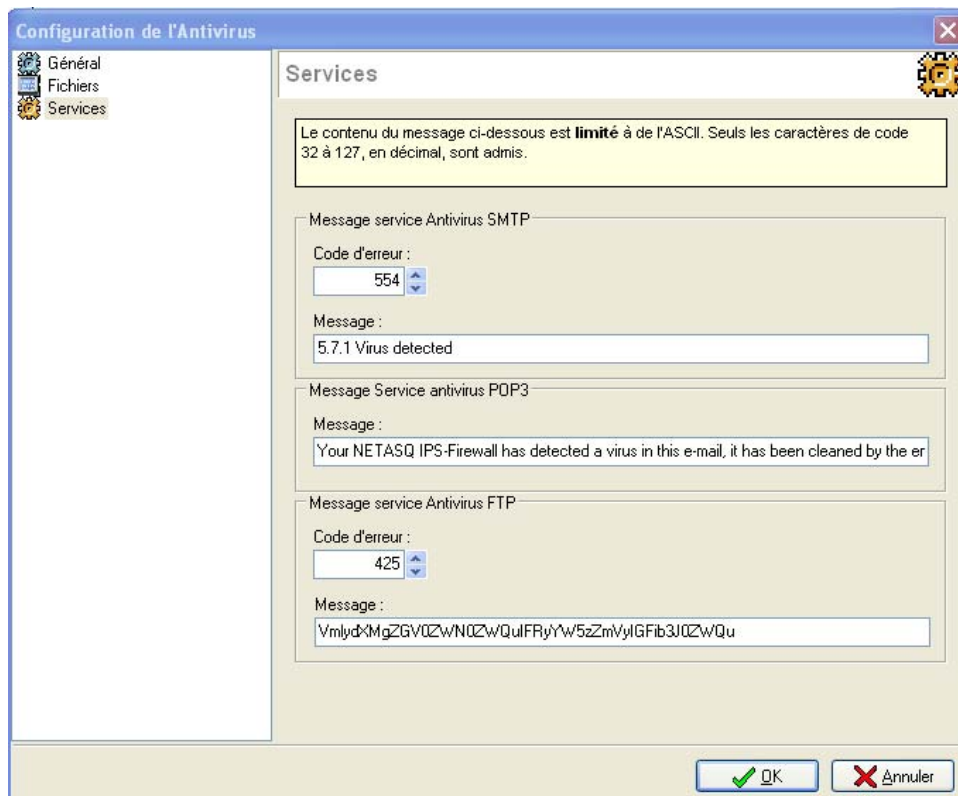 Configuration de l'Antivirus
Général
Fichiers
Services
Services
Le contenu du message ci-dessous est limité à de l'ASCII. Seuls les caractères de code
32 à 127, en décimal, sont admis.
Message service Antivirus SMTP
Code d'erreur :
554
Message :
5.7.1 Virus detected
Message Service antivirus POP3
Message :
Your NETASQ IPS-Firewall has detected a virus in this e-mail, it has been cleaned by the er
Message service Antivirus FTP
Code d'erreur :
425
Message :
VmlydXMgZGV0ZWN0ZWQuIFRyYW5zZmVyIGFib3J0ZWQu
OK
Annuler